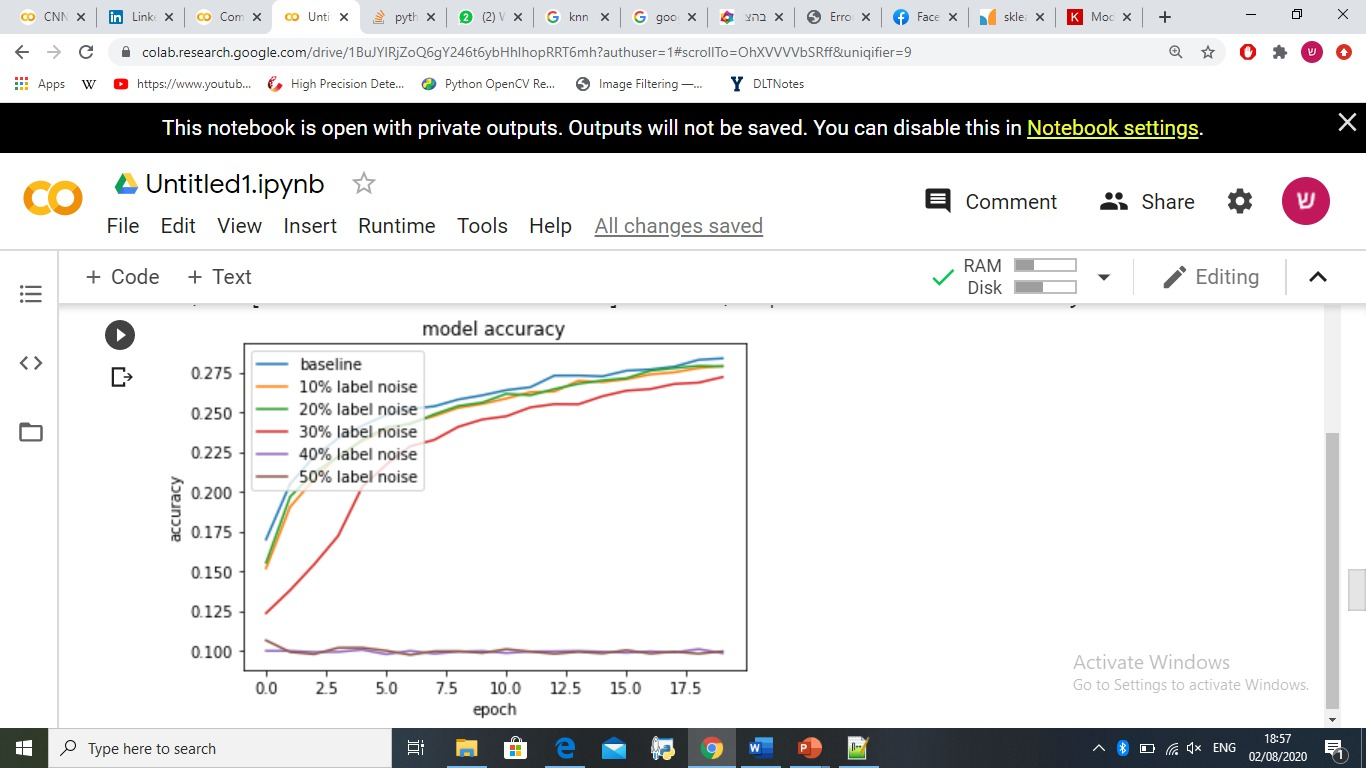 CNN
Linke
Com
Unti
pyth
(2) V
knn
goo
בהצ
Erro
Face
skle
Moc
colab.research.google.com/drive/1BuJYIRjZoQ6gY246t6ybHhIhopRRT6mh?authuser=1#scrollTo=OhXVVVVbSRff&uniqifier=9
Apps
https://www.youtub...
High Precision Dete...
Python OpenCV Re...
Image Filtering —...
DLTNotes
This notebook is open with private outputs. Outputs will not be saved. You can disable this in Notebook settings.
Untitled1.ipynb
Comment
Share
ש
File Edit View Insert Runtime Tools Help All changes saved
+ Code + Text
RAM
Disk
Editing
model accuracy
baseline
10% label noise
20% label noise
30% label noise
40% label noise
50% label noise
0.275
0.250
0.225
0.200
0.175
0.150
0.125
0.100
accuracy
0.0 2.5 5.0 7.5 10.0 12.5 15.0 17.5
epoch
Activate Windows
Go to Settings to activate Windows.
Type here to search
ENG
18:57
02/08/2020
1